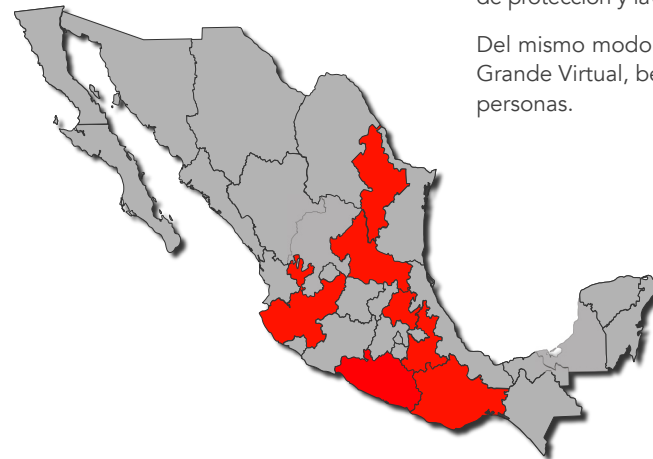 de protección y la
Del mismo modo
Grande Virtual, be
personas.